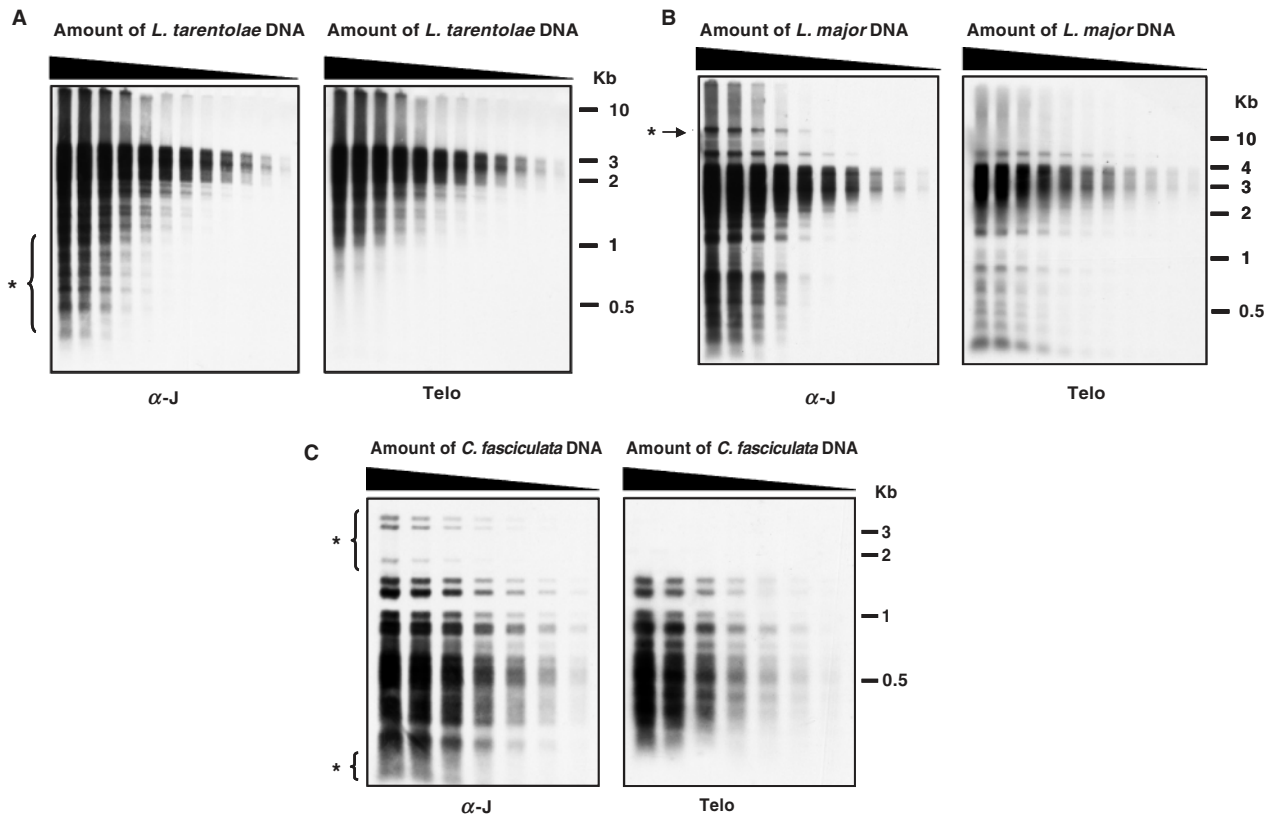 A
Amount of L. tarentolae DNA
Amount of L. tarentolae DNA
Kb
10
3
2
1
0.5
*
α-J
Telo
B
Amount of L. major DNA
Amount of L. major DNA
Kb
*
10
4
3
2
1
0.5
α-J
Telo
C
Amount of C. fasciculata DNA
Amount of C. fasciculata DNA
Kb
*
3
2
1
0.5
*
α-J
Telo